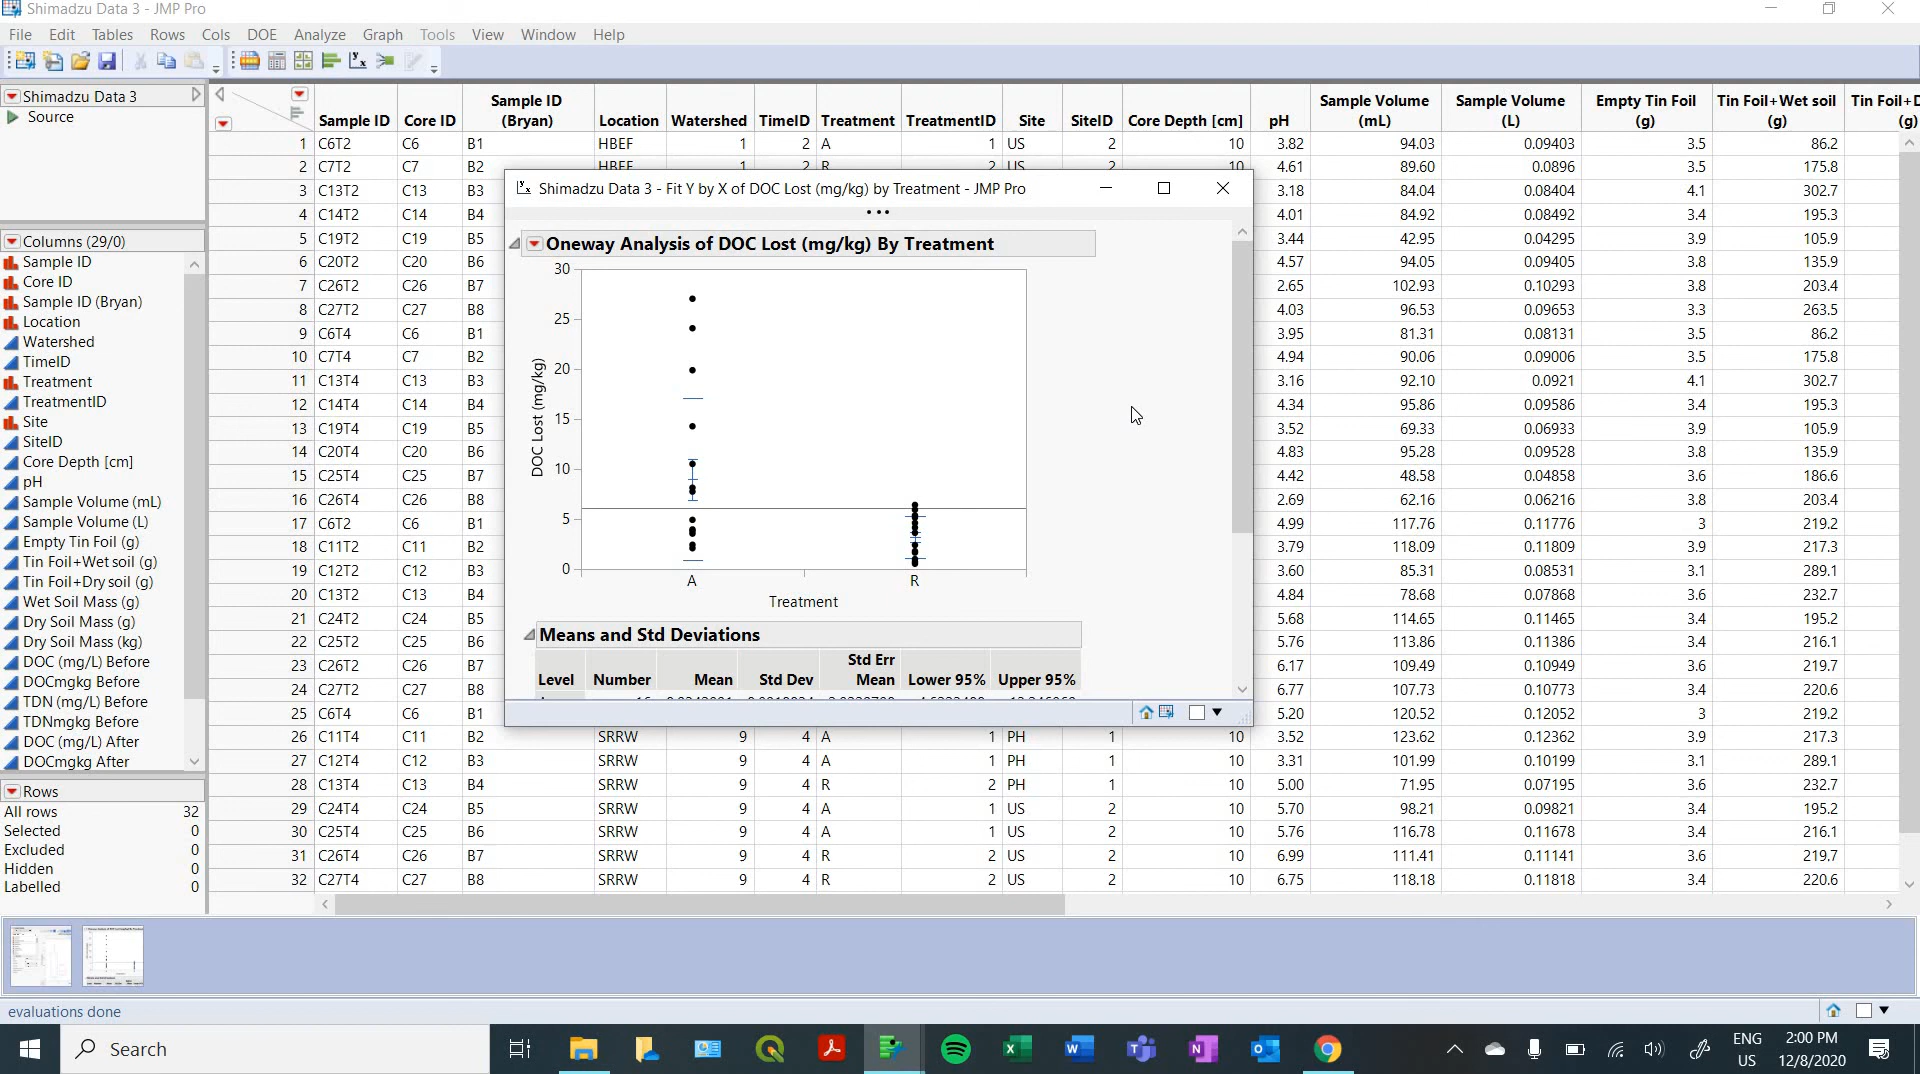 Shimadzu Data 3 - JMP Pro
File Edit Tables Rows Cols DOE Analyze Graph Tools View Window Help
Shimadzu Data 3
Source
Columns (29/0)
Sample ID
Core ID
Sample ID (Bryan)
Location
Watershed
TimeID
Treatment
TreatmentID
Site
SiteID
Core Depth [cm]
pH
Sample Volume (mL)
Sample Volume (L)
Empty Tin Foil (g)
Tin Foil+Wet soil (g)
Tin Foil+Dry soil (g)
Wet Soil Mass (g)
Dry Soil Mass (g)
Dry Soil Mass (kg)
DOC (mg/L) Before
DOCmgkg Before
TDN (mg/L) Before
TDNmgkg Before
DOC (mg/L) After
DOCmgkg After
Rows
All rows 32
Selected 0
Excluded 0
Hidden 0
Labelled 0
Sample ID Core ID Sample ID (Bryan) Location Watershed TimeID Treatment TreatmentID Site SiteID Core Depth [cm] pH Sample Volume (mL) Sample Volume (L) Empty Tin Foil (g) Tin Foil+Wet soil (g) Tin Foil+D (g)
1 C6T2 C6 B1 HBEF 1 2 A 1 US 2 10 3.82 94.03 0.09403 3.5 86.2
2 C7T2 C7 B2 HBEF 1 2 R 2 US 2 10 4.61 89.60 0.0896 3.5 175.8
3 C13T2 C13 B3 3.18 84.04 0.08404 4.1 302.7
4 C14T2 C14 B4 4.01 84.92 0.08492 3.4 195.3
5 C19T2 C19 B5 3.44 42.95 0.04295 3.9 105.9
6 C20T2 C20 B6 4.57 94.05 0.09405 3.8 135.9
7 C26T2 C26 B7 2.65 102.93 0.10293 3.8 203.4
8 C27T2 C27 B8 4.03 96.53 0.09653 3.3 263.5
9 C6T4 C6 B1 3.95 81.31 0.08131 3.5 86.2
10 C7T4 C7 B2 4.94 90.06 0.09006 3.5 175.8
11 C13T4 C13 B3 3.16 92.10 0.0921 4.1 302.7
12 C14T4 C14 B4 4.34 95.86 0.09586 3.4 195.3
13 C19T4 C19 B5 3.52 69.33 0.06933 3.9 105.9
14 C20T4 C20 B6 4.83 95.28 0.09528 3.8 135.9
15 C25T4 C25 B7 4.42 48.58 0.04858 3.6 186.6
16 C26T4 C26 B8 2.69 62.16 0.06216 3.8 203.4
17 C6T2 C6 B1 4.99 117.76 0.11776 3 219.2
18 C11T2 C11 B2 3.79 118.09 0.11809 3.9 217.3
19 C12T2 C12 B3 3.60 85.31 0.08531 3.1 289.1
20 C13T2 C13 B4 4.84 78.68 0.07868 3.6 232.7
21 C24T2 C24 B5 5.68 114.65 0.11465 3.4 195.2
22 C25T2 C25 B6 5.76 113.86 0.11386 3.4 216.1
23 C26T2 C26 B7 6.17 109.49 0.10949 3.6 219.7
24 C27T2 C27 B8 6.77 107.73 0.10773 3.4 220.6
25 C6T4 C6 B1 5.20 120.52 0.12052 3 219.2
26 C11T4 C11 B2 SRRW 9 4 A 1 PH 1 10 3.52 123.62 0.12362 3.9 217.3
27 C12T4 C12 B3 SRRW 9 4 A 1 PH 1 10 3.31 101.99 0.10199 3.1 289.1
28 C13T4 C13 B4 SRRW 9 4 R 2 PH 1 10 5.00 71.95 0.07195 3.6 232.7
29 C24T4 C24 B5 SRRW 9 4 A 1 US 2 10 5.70 98.21 0.09821 3.4 195.2
30 C25T4 C25 B6 SRRW 9 4 A 1 US 2 10 5.76 116.78 0.11678 3.4 216.1
31 C26T4 C26 B7 SRRW 9 4 R 2 US 2 10 6.99 111.41 0.11141 3.6 219.7
32 C27T4 C27 B8 SRRW 9 4 R 2 US 2 10 6.75 118.18 0.11818 3.4 220.6
Shimadzu Data 3 - Fit Y by X of DOC Lost (mg/kg) by Treatment - JMP Pro
Oneway Analysis of DOC Lost (mg/kg) By Treatment
30
25
20
15
10
5
0
DOC Lost (mg/kg)
A R
Treatment
Means and Std Deviations
Level Number Mean Std Dev Std Err Mean Lower 95% Upper 95%
evaluations done
Search
ENG
US
2:00 PM
12/8/2020